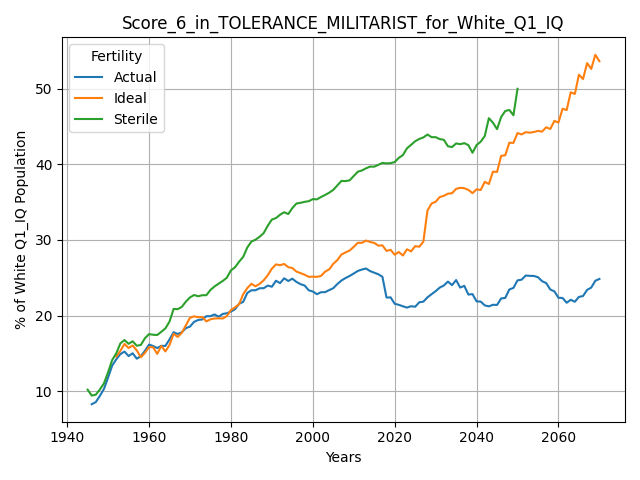 Score_6_in_TOLERANCE_MILITARIST_for_White_Q1_IQ
Fertility
Actual
Ideal
Sterile
% of White Q1_IQ Population
50
40
30
20
10
1940 1960 1980 2000 2020 2040 2060
Years